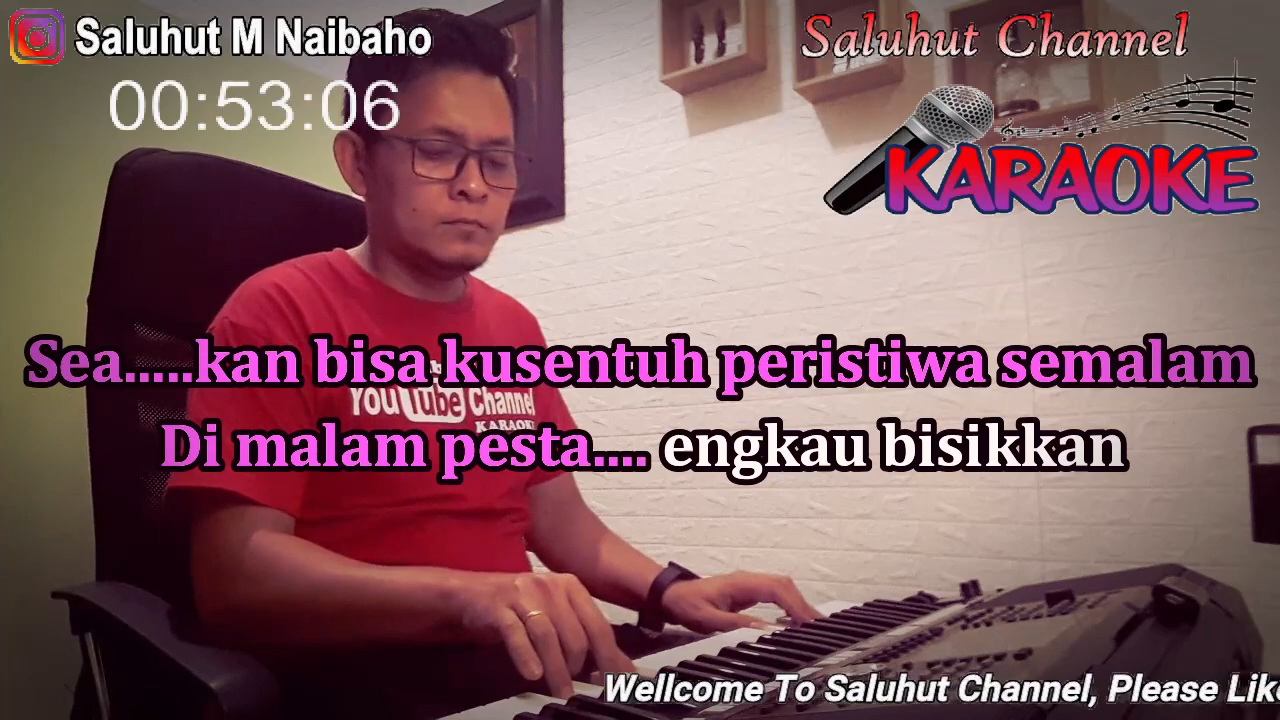 Saluhut M Naibaho
Saluhut Channel
00:53:06
KARAOKE
Sea.....kan bisa kusentuh peristiwa semalam
YouTube Channel
KARAOKE
Di malam pesta.... engkau bisikkan
Wellcome To Saluhut Channel, Please Like